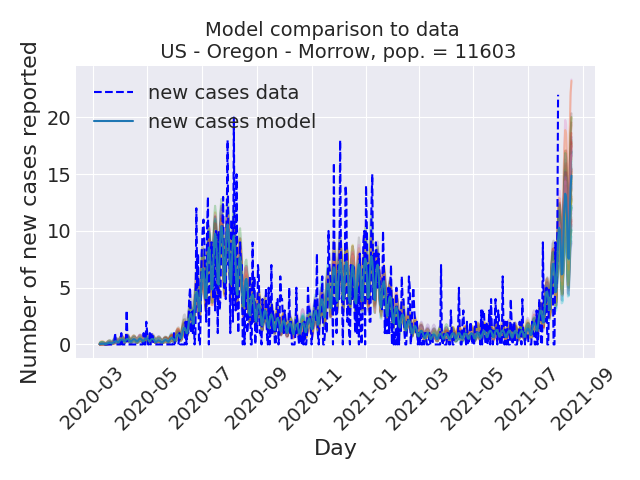 Model comparison to data
US - Oregon - Morrow, pop. = 11603
Number of new cases reported
20
15
10
5
0
new cases data
new cases model
2020-03
2020-05
2020-07
2020-09
2020-11
2021-01
2021-03
2021-05
2021-07
2021-09
Day